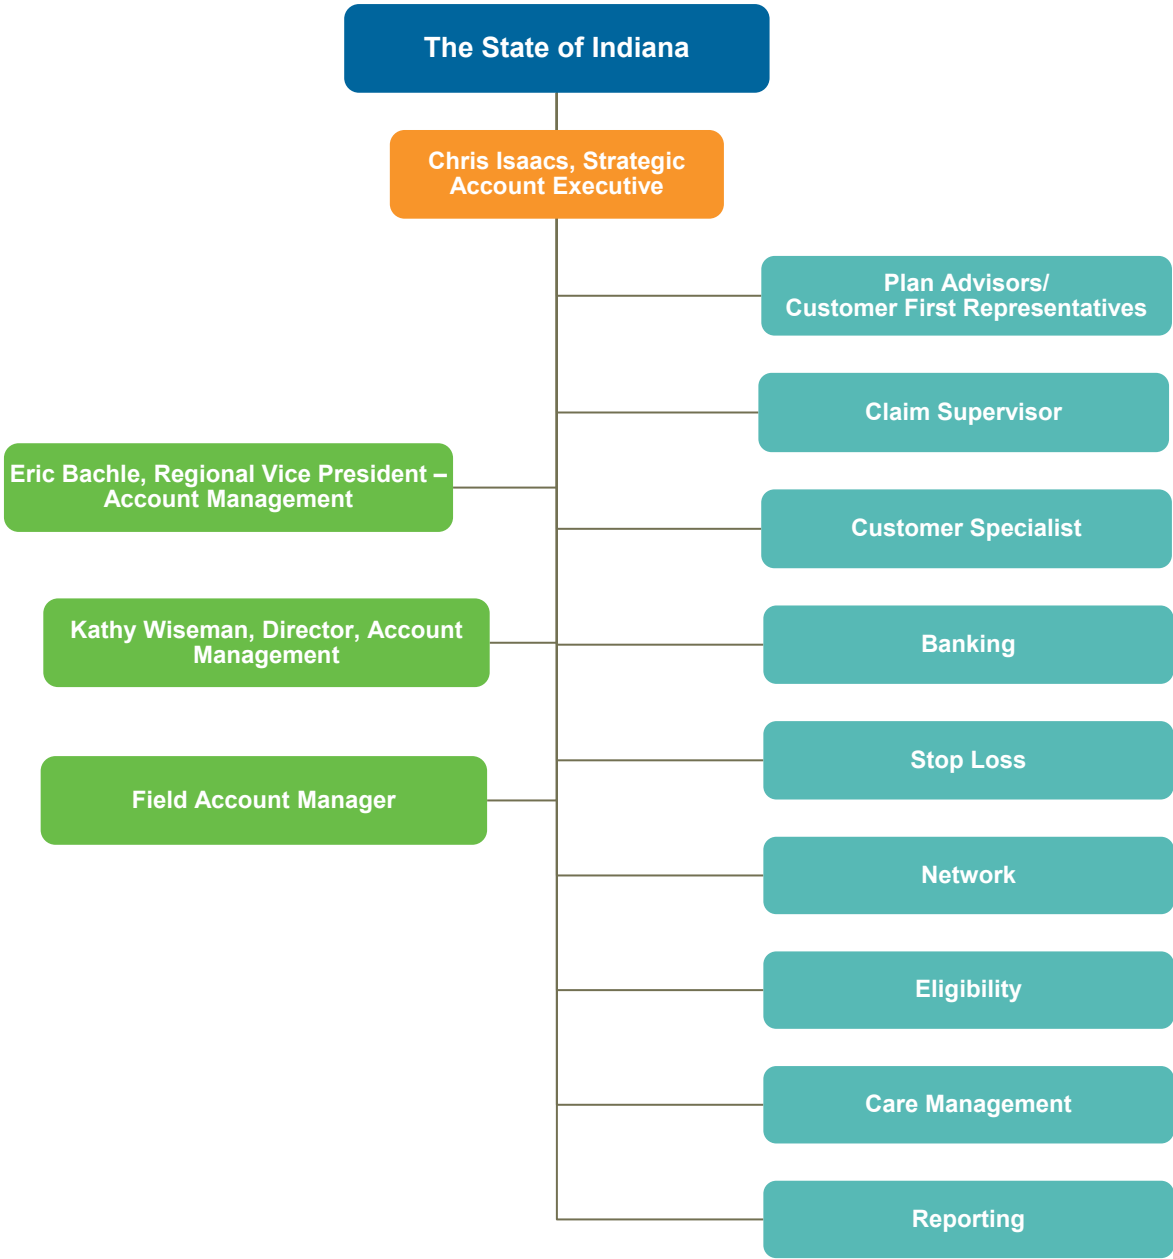 The State of Indiana
Chris Isaacs, Strategic
Account Executive
Plan Advisors/
Customer First Representatives
Claim Supervisor
Eric Bachle, Regional Vice President –
Account Management
Customer Specialist
Kathy Wiseman, Director, Account
Management
Banking
Stop Loss
Field Account Manager
Network
Eligibility
Care Management
Reporting